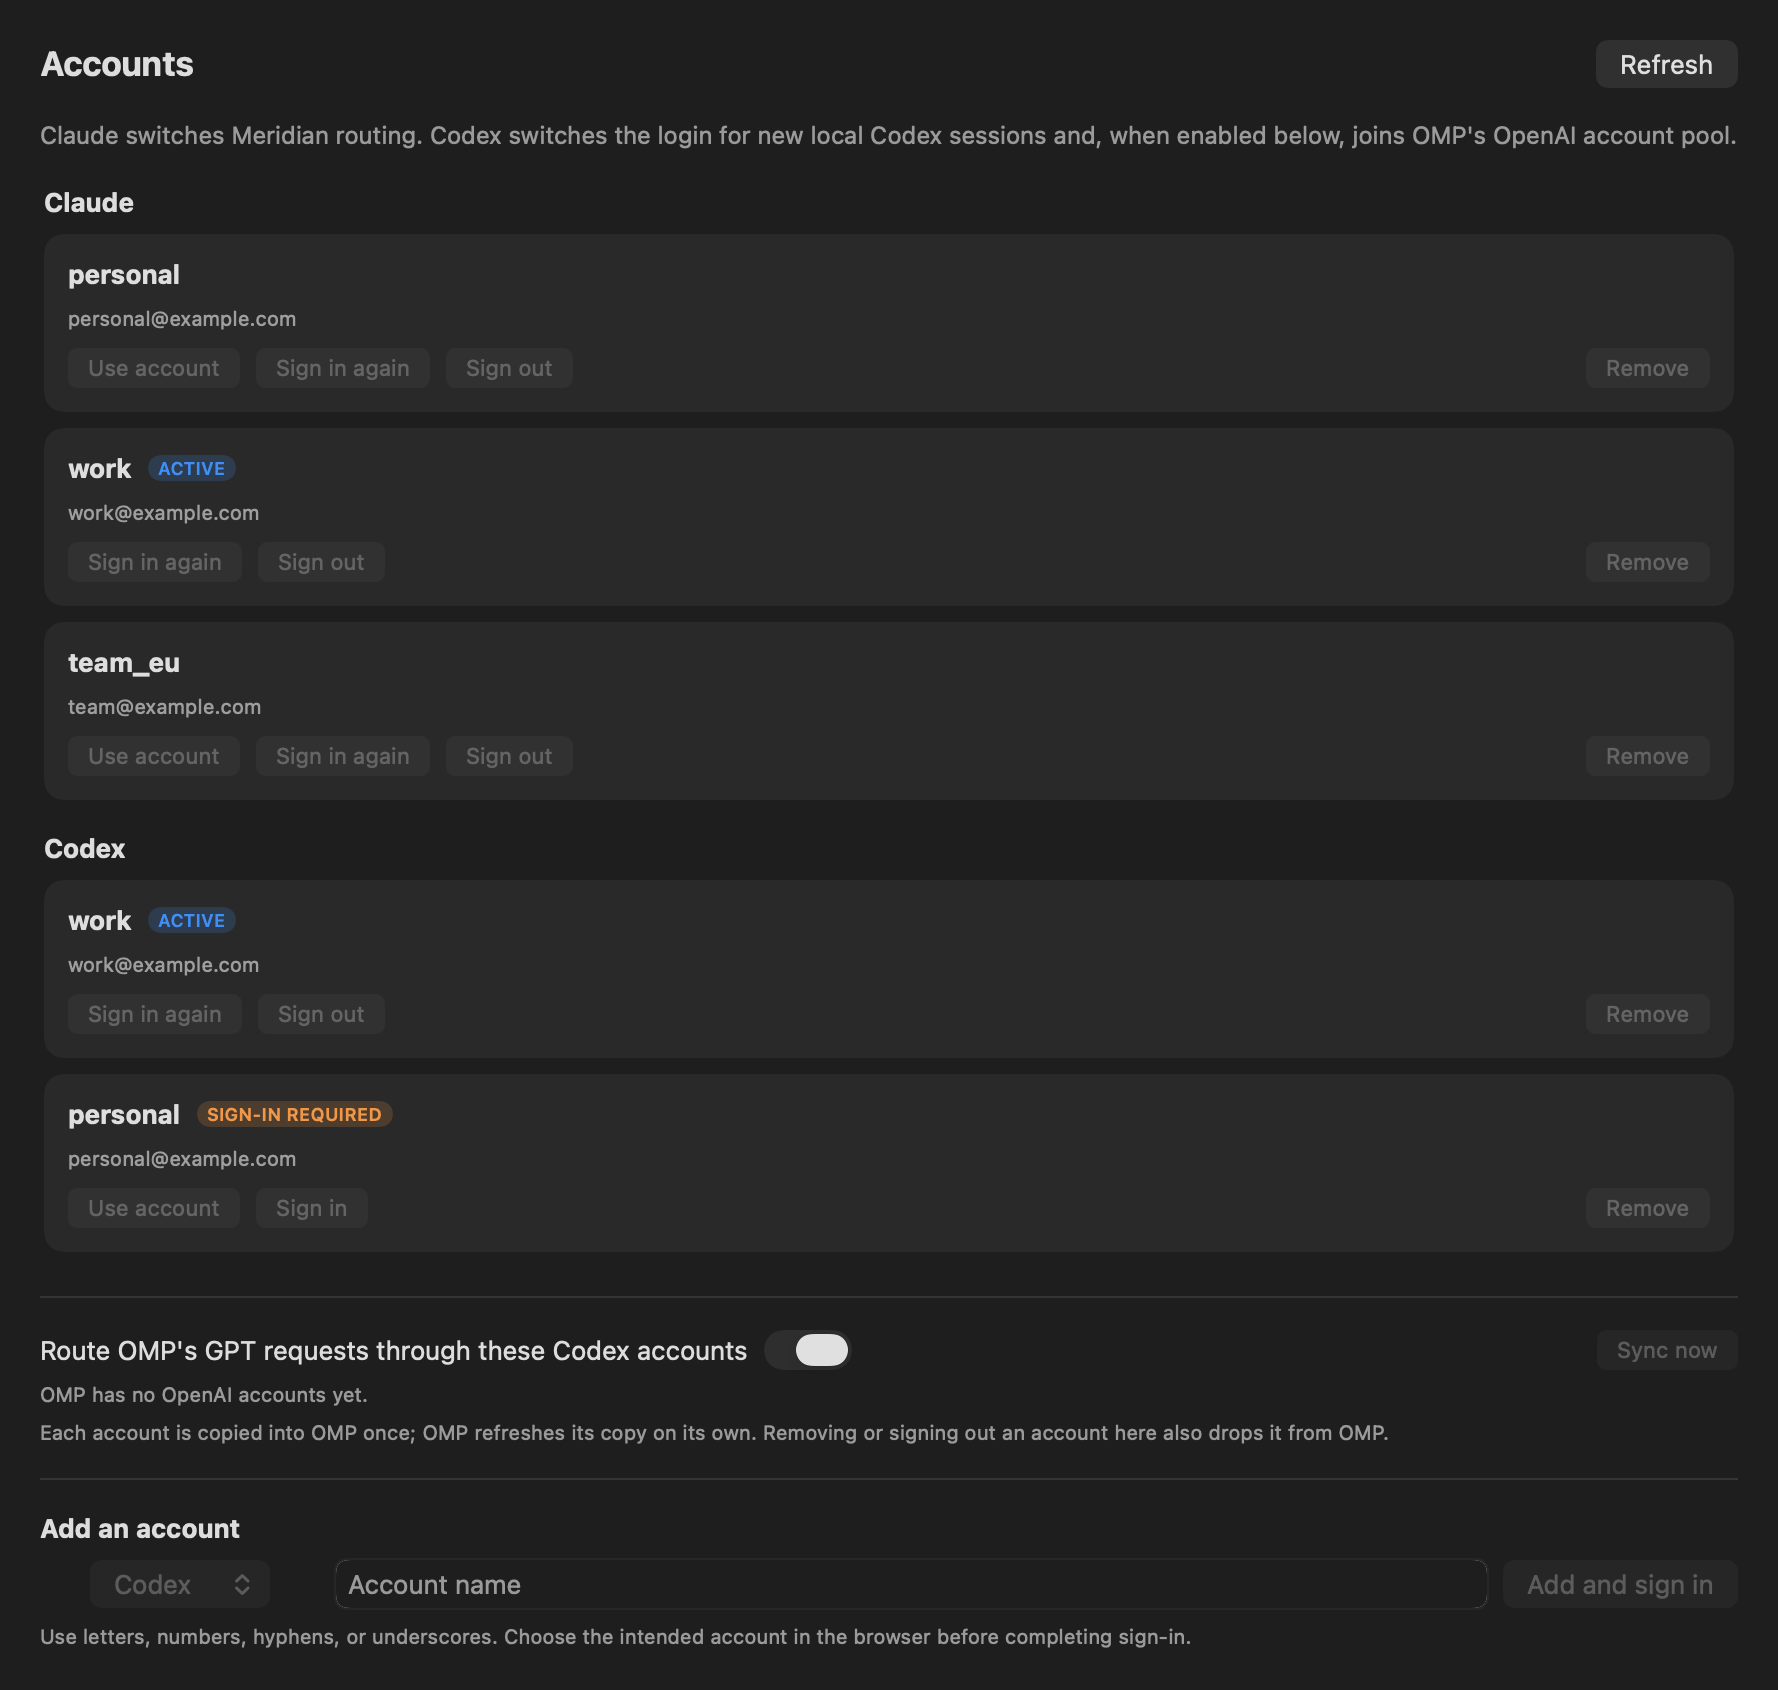 Accounts
Refresh
Claude switches Meridian routing. Codex switches the login for new local Codex sessions and, when enabled below, joins OMP's OpenAI account pool.
Claude
personal
personal@example.com
Use account Sign in again Sign out Remove
work ACTIVE
work@example.com
Sign in again Sign out Remove
team_eu
team@example.com
Use account Sign in again Sign out Remove
Codex
work ACTIVE
work@example.com
Sign in again Sign out Remove
personal SIGN-IN REQUIRED
personal@example.com
Use account Sign in Remove
Route OMP's GPT requests through these Codex accounts Sync now
OMP has no OpenAI accounts yet.
Each account is copied into OMP once; OMP refreshes its copy on its own. Removing or signing out an account here also drops it from OMP.
Add an account
Codex Account name Add and sign in
Use letters, numbers, hyphens, or underscores. Choose the intended account in the browser before completing sign-in.